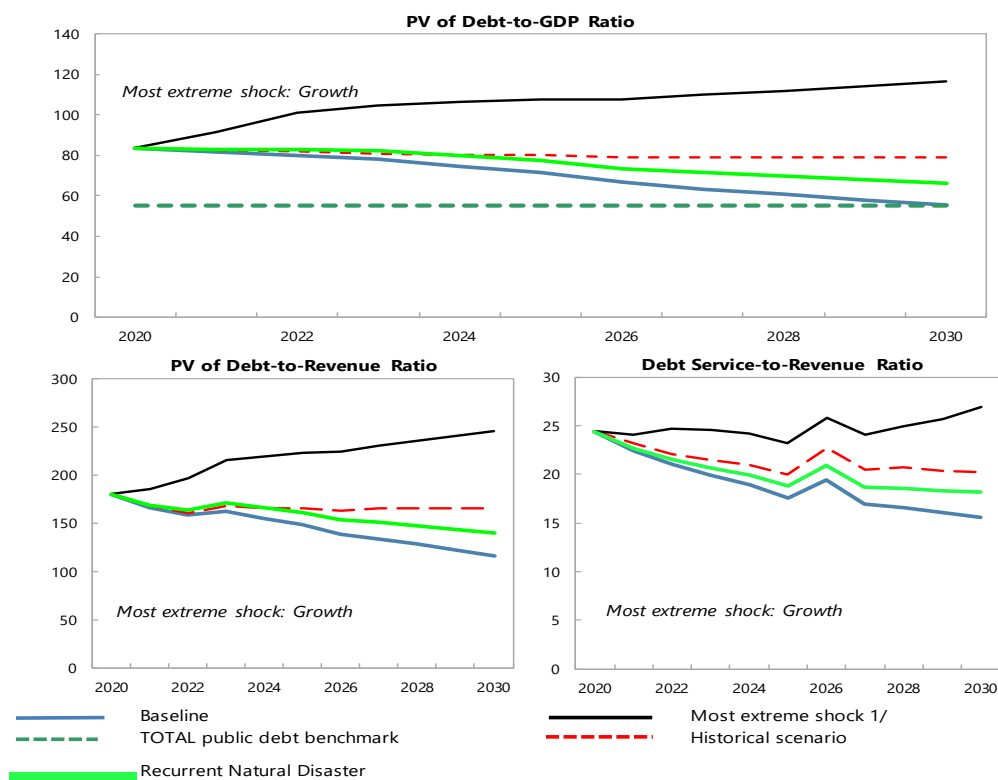 PV of Debt-to-GDP Ratio
140
120
100
80
60
40
20
0
Most extreme shock: Growth
2020 2022 2024 2026 2028 2030
PV of Debt-to-Revenue Ratio
300
250
200
150
100
50
0
Most extreme shock: Growth
2020 2022 2024 2026 2028 2030
Debt Service-to-Revenue Ratio
30
25
20
15
10
5
0
Most extreme shock: Growth
2020 2022 2024 2026 2028 2030
Baseline
TOTAL public debt benchmark
Recurrent Natural Disaster
Most extreme shock 1/
Historical scenario